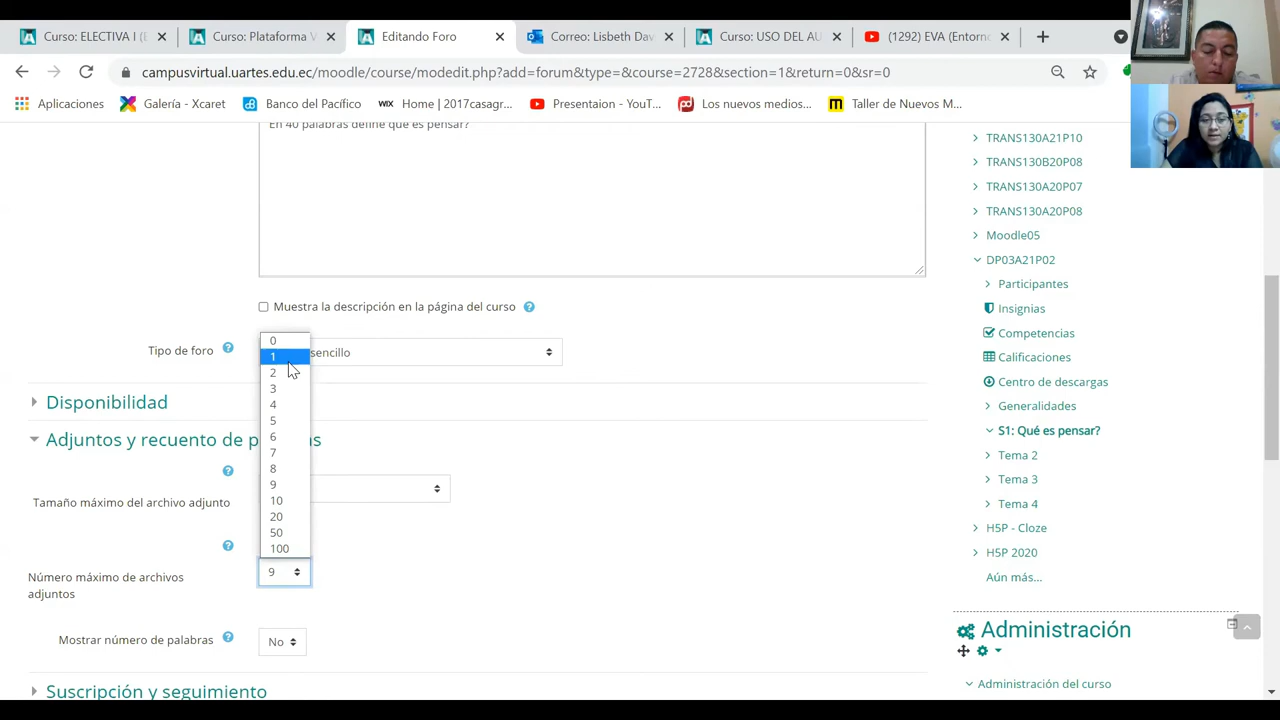 Curso: ELECTIVA I (E
Curso: Plataforma V
Editando Foro
Correo: Lisbeth Dav
Curso: USO DEL AU
(1292) EVA (Entorn
campusvirtual.uartes.edu.ec/moodle/course/modedit.php?add=forum&type=&course=2728&section=1&return=0&sr=0
Aplicaciones
Galería - Xcaret
Banco del Pacífico
WIX
Home | 2017casagr...
Presentaion - YouT...
Los nuevos medios...
Taller de Nuevos M...
En 40 palabras define qué es pensar?
Muestra la descripción en la página del curso
Tipo de foro
sencillo
Disponibilidad
Adjuntos y recuento de
Tamaño máximo del archivo adjunto
0
1
2
3
4
5
6
7
8
9
10
20
50
100
Número máximo de archivos
adjuntos
9
Mostrar número de palabras
No
Suscripción y seguimiento
TRANS130A21P10
TRANS130B20P08
TRANS130A20P07
TRANS130A20P08
Moodle05
DP03A21P02
Participantes
Insignias
Competencias
Calificaciones
Centro de descargas
Generalidades
S1: Qué es pensar?
Tema 2
Tema 3
Tema 4
H5P - Cloze
H5P 2020
Aún más...
Administración
Administración del curso